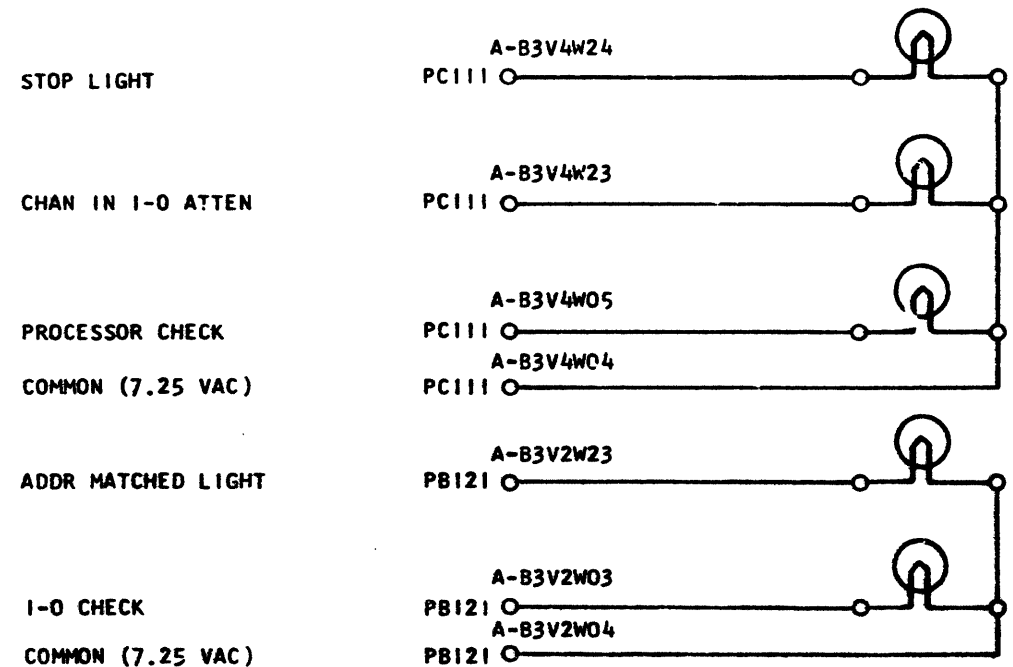 A-B3V4W24
STOP LIGHT PC111
A-B3V4W23
CHAN IN I-O ATTEN PC111
A-B3V4W05
PROCESSOR CHECK PC111
A-B3V4W04
COMMON (7.25 VAC) PC111
A-B3V2W23
ADDR MATCHED LIGHT PB121
A-B3V2W03
I-O CHECK PB121
A-B3V2W04
COMMON (7.25 VAC) PB121